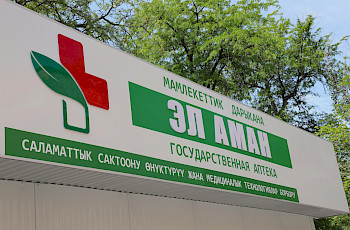 МАМЛЕКЕТТИК ДАРЫКАНА
ЭЛ АМАН
ГОСУДАРСТВЕННАЯ АПТЕКА
САЛАМАТТЫК САКТООНУ ӨНҮКТҮРҮҮ ЖАНА МЕДИЦИНАЛЫК ТЕХНОЛОГИЯЛАР БОРБОРУ